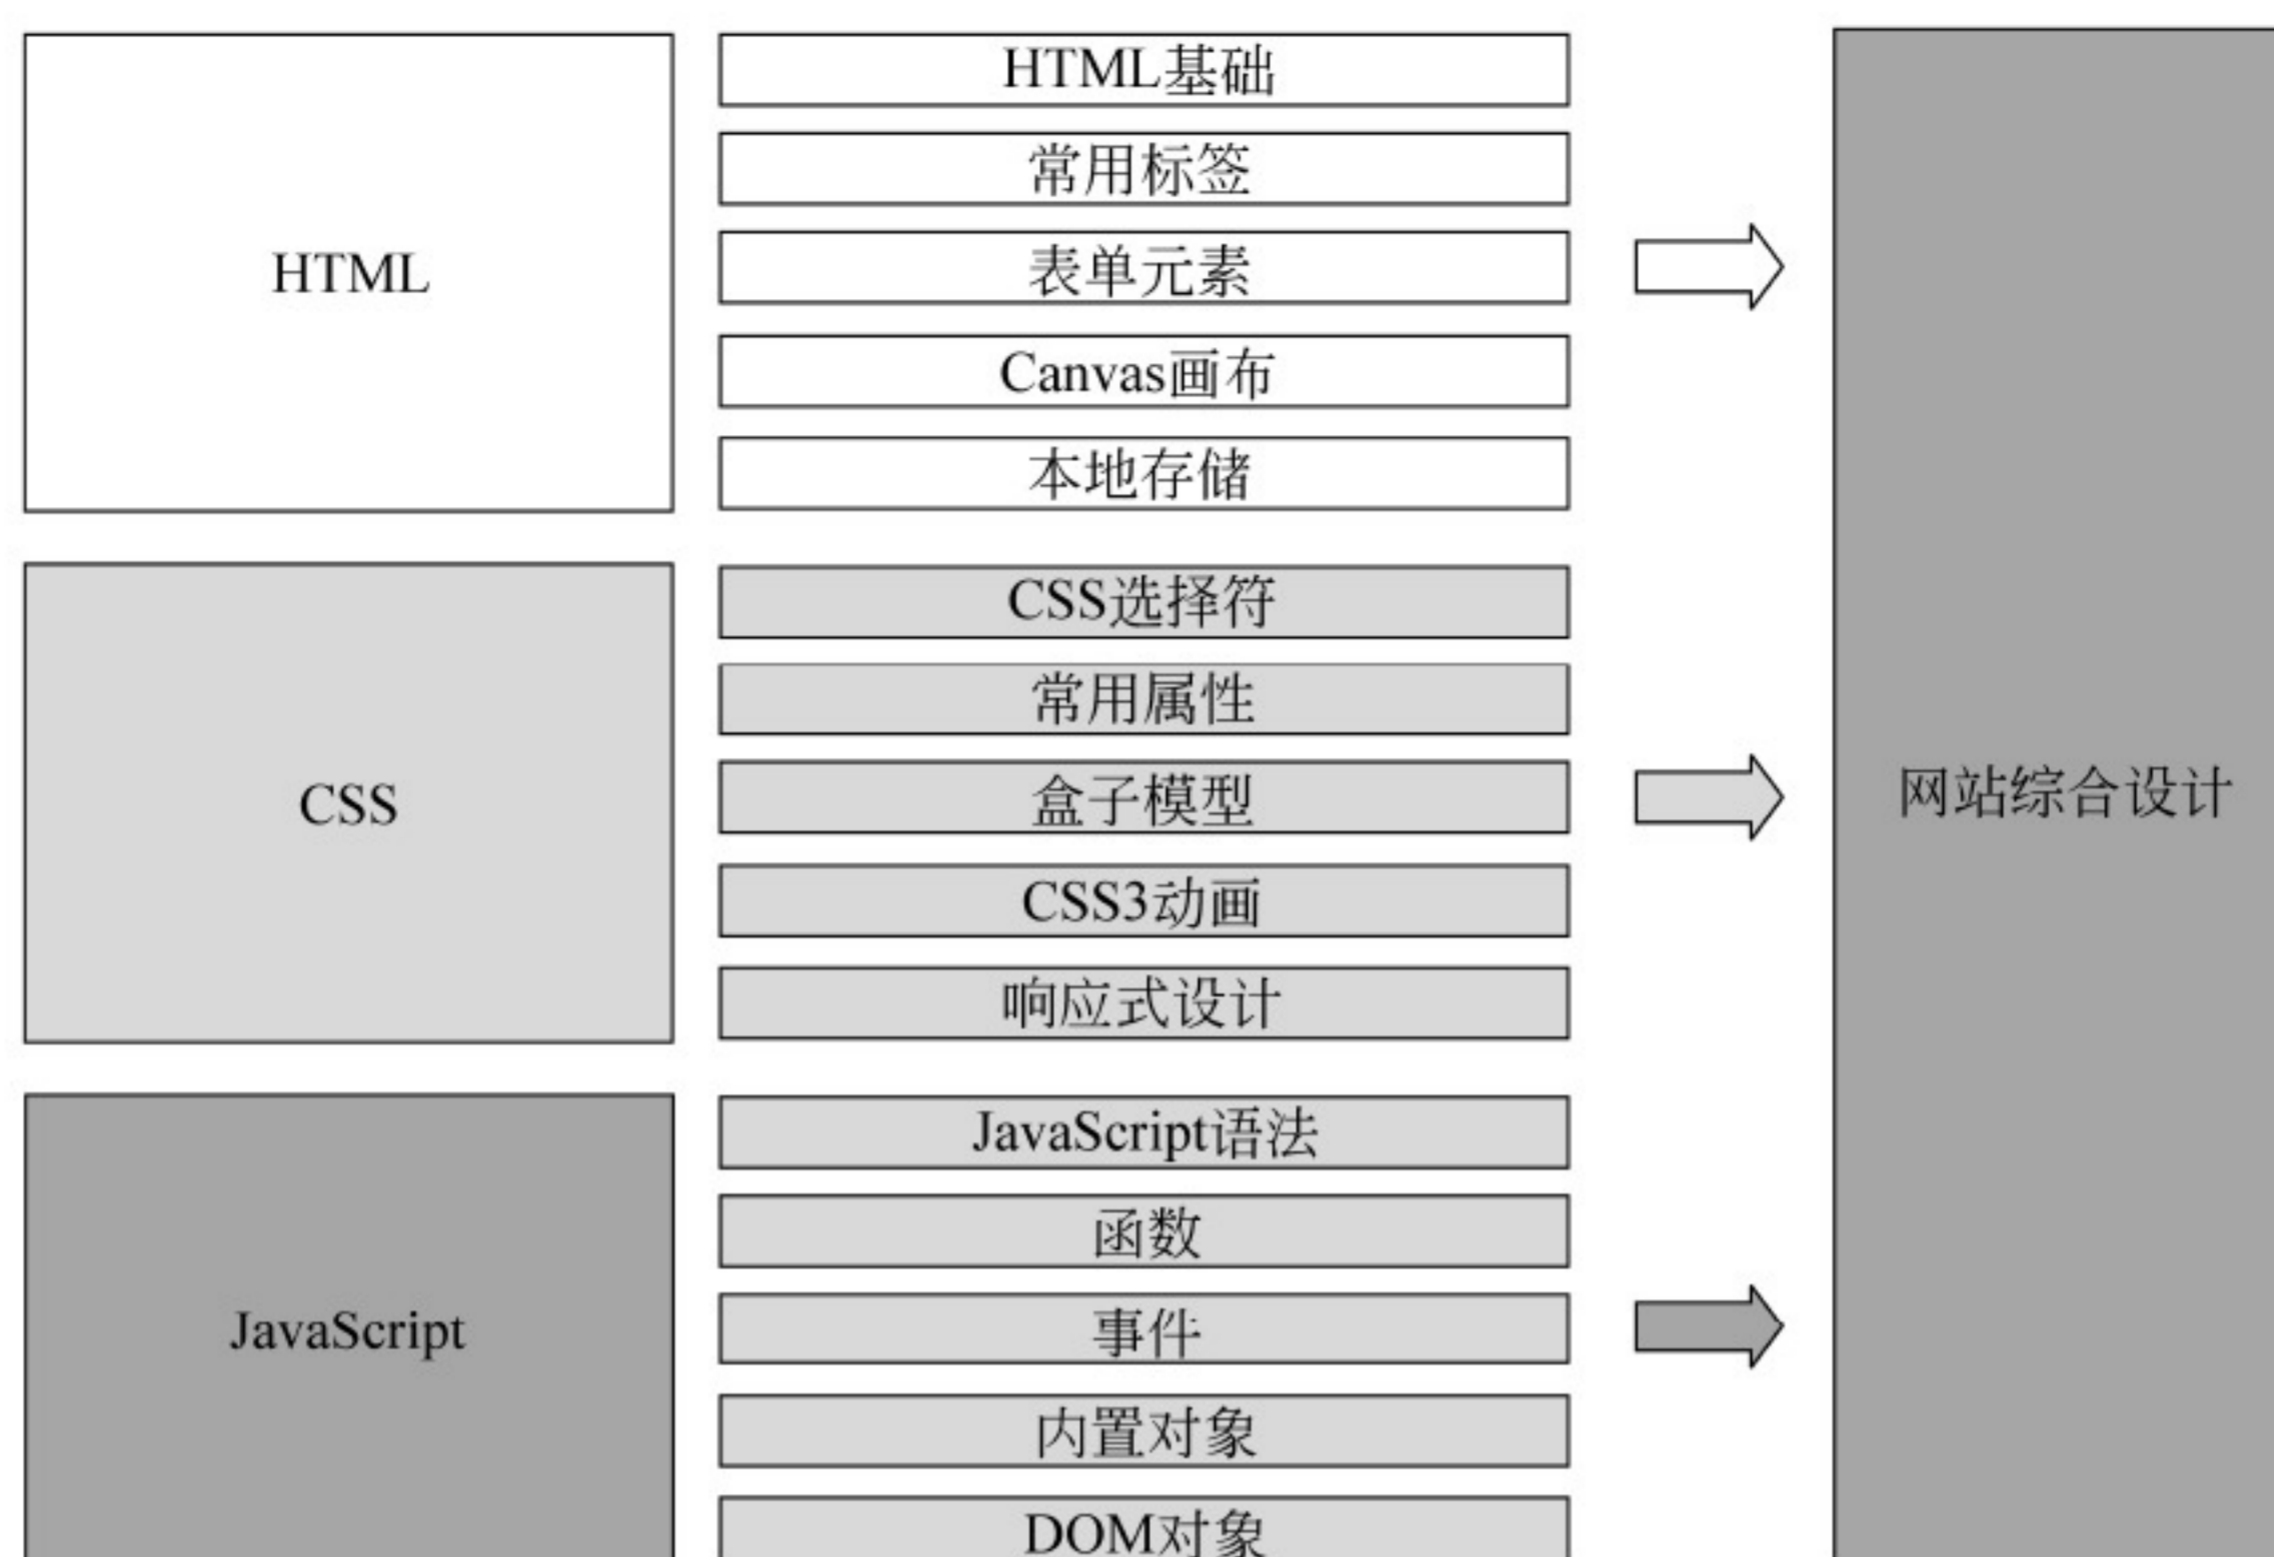 HTML
HTML基础
常用标签
表单元素
Canvas画布
本地存储
CSS
CSS选择符
常用属性
盒子模型
CSS3动画
响应式设计
JavaScript
JavaScript语法
函数
事件
内置对象
DOM对象
网站综合设计